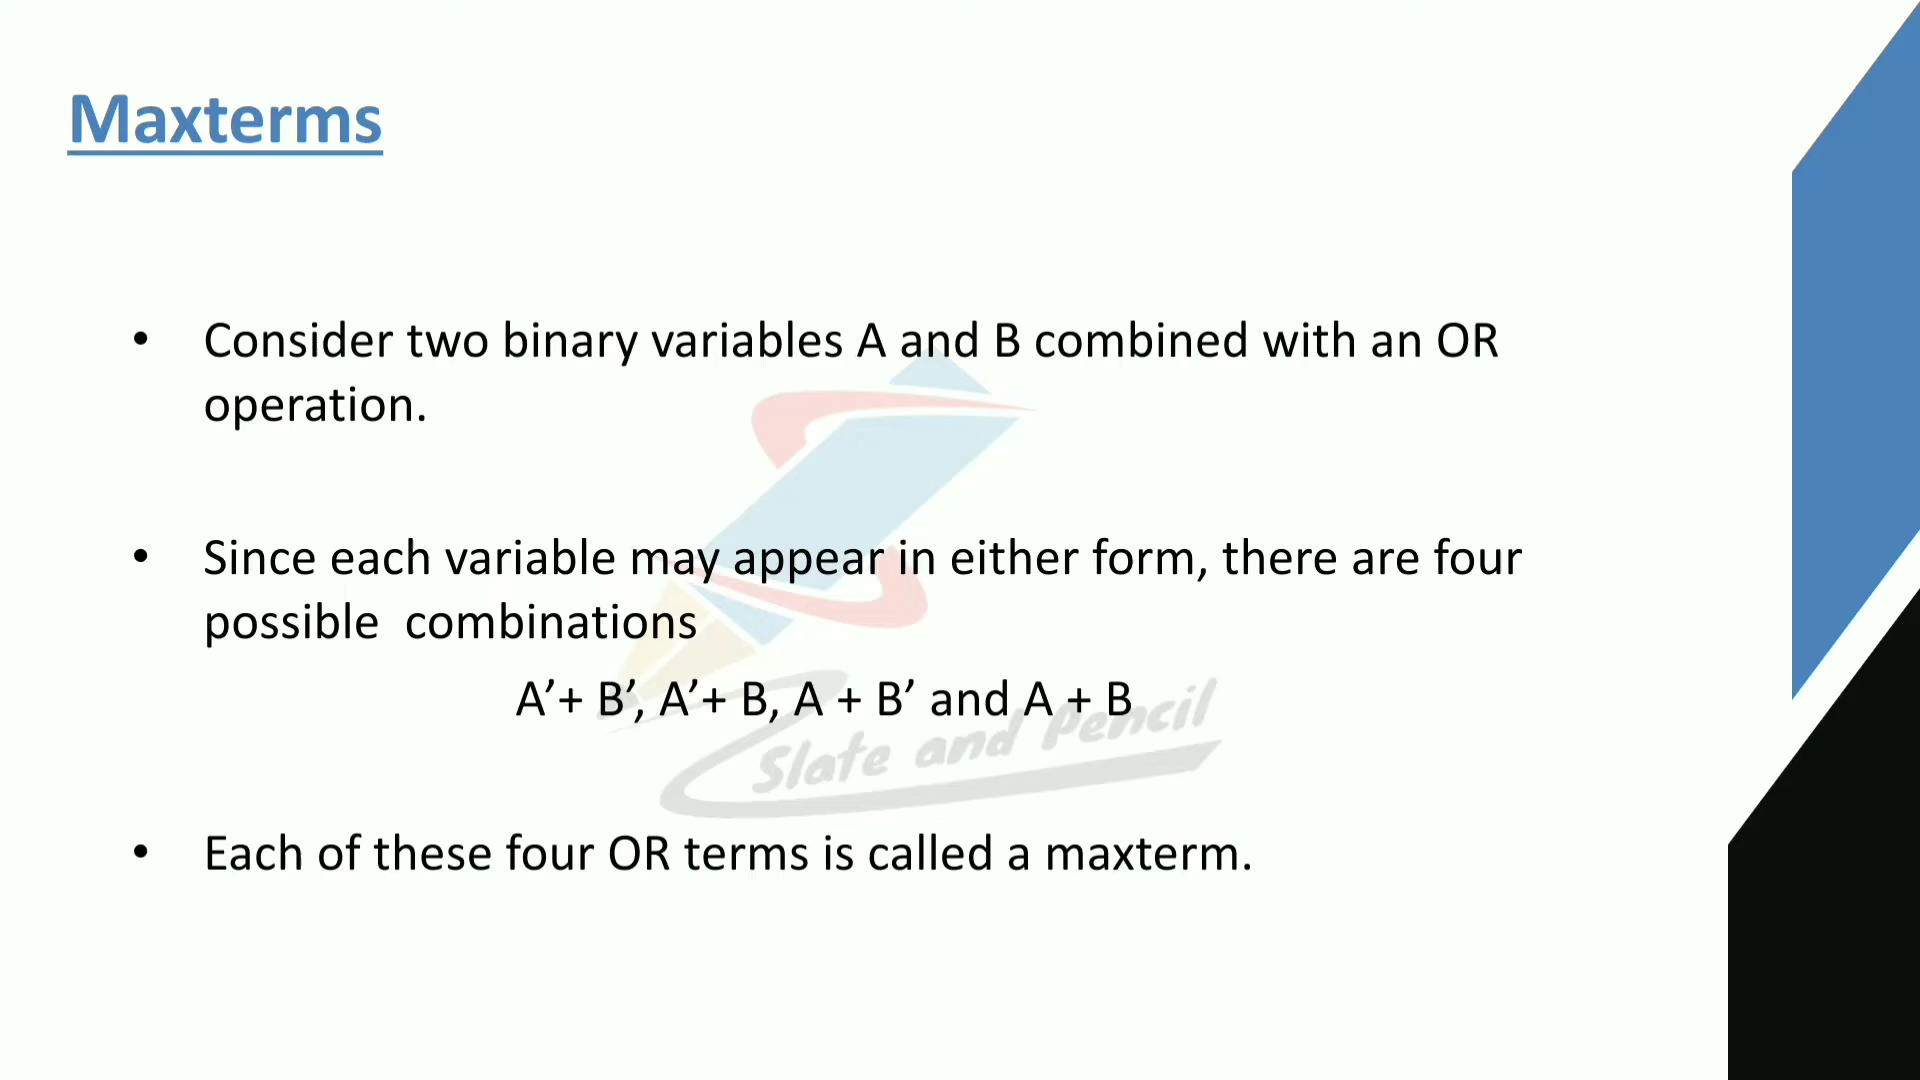 Maxterms
• Consider two binary variables A and B combined with an OR
operation.
• Since each variable may appear in either form, there are four
possible  combinations
A’+ B’, A’+ B, A + B’ and A + B
Slate and Pencil
• Each of these four OR terms is called a maxterm.